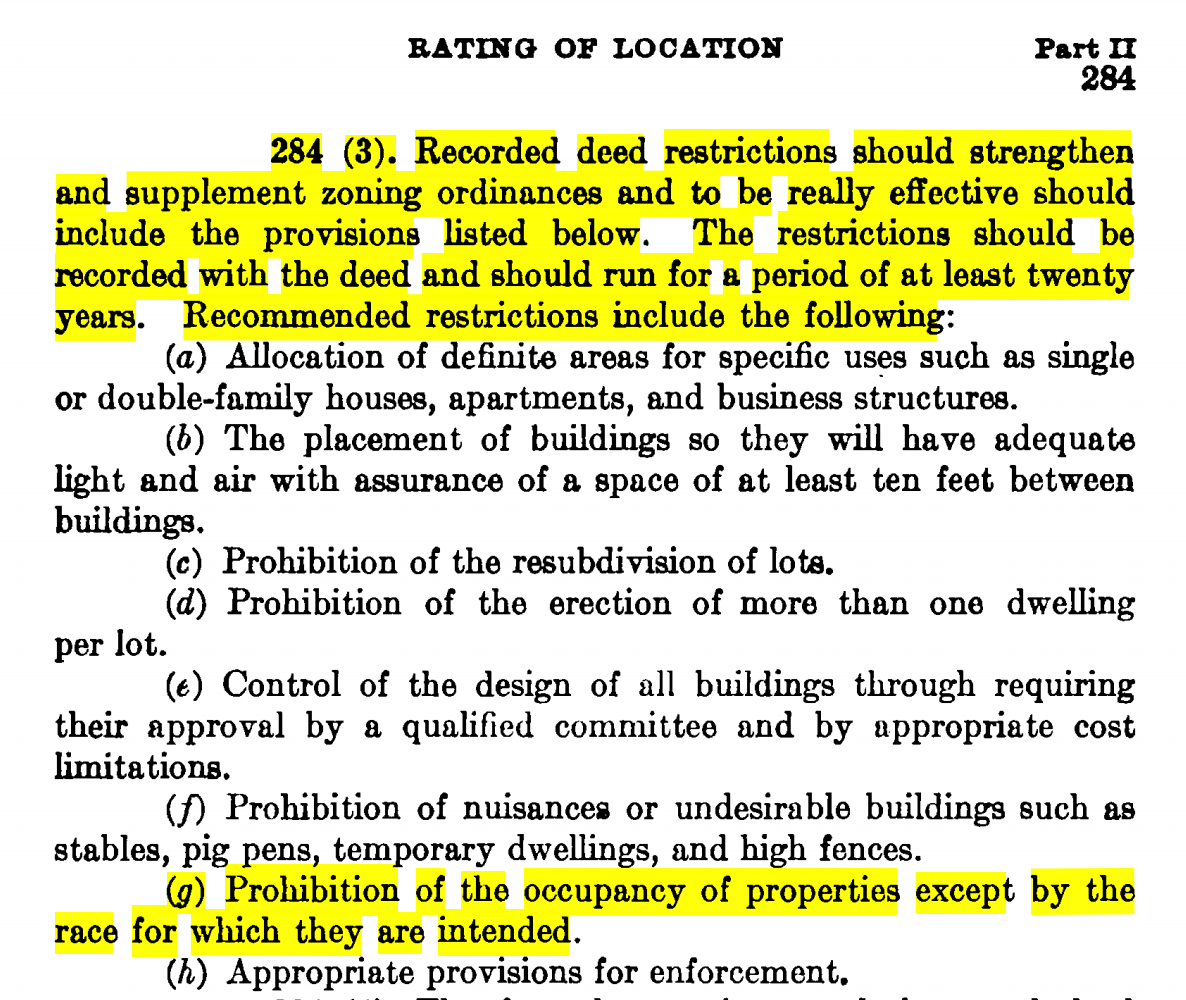 RATING OF LOCATION Part II
284
284 (3). Recorded deed restrictions should strengthen
and supplement zoning ordinances and to be really effective should
include the provisions listed below. The restrictions should be
recorded with the deed and should run for a period of at least twenty
years. Recommended restrictions include the following:
(a) Allocation of definite areas for specific uses such as single
or double-family houses, apartments, and business structures.
(b) The placement of buildings so they will have adequate
light and air with assurance of a space of at least ten feet between
buildings.
(c) Prohibition of the resubdivision of lots.
(d) Prohibition of the erection of more than one dwelling
per lot.
(e) Control of the design of all buildings through requiring
their approval by a qualified committee and by appropriate cost
limitations.
(f) Prohibition of nuisances or undesirable buildings such as
stables, pig pens, temporary dwellings, and high fences.
(g) Prohibition of the occupancy of properties except by the
race for which they are intended.
(h) Appropriate provisions for enforcement.